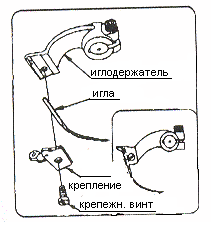 иглодержатель
игла
крепление
крепежн. винт